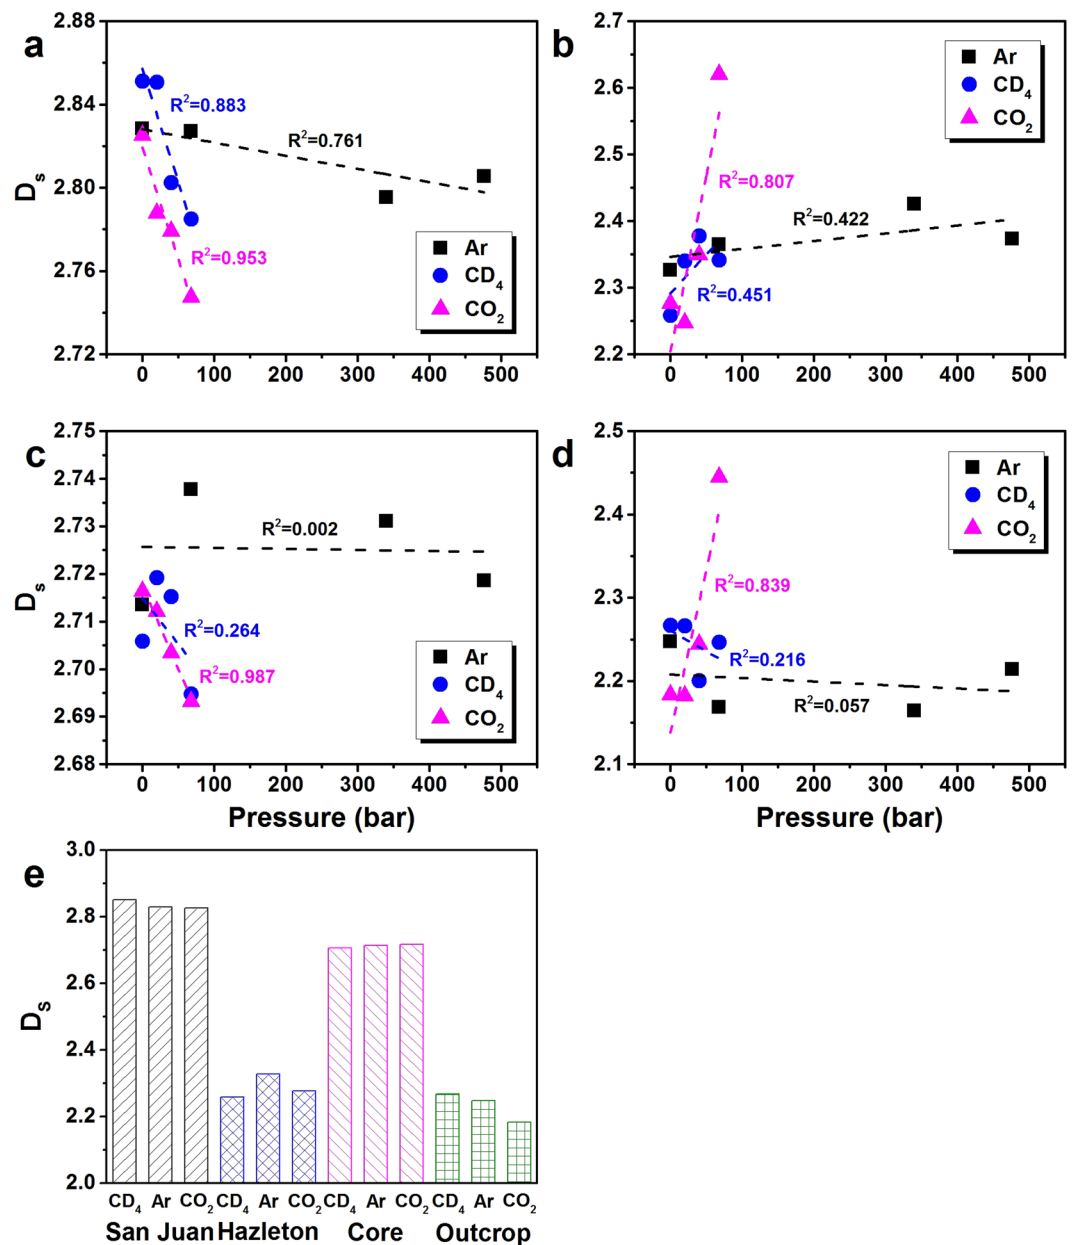 a
2.88
2.84
2.80
2.76
2.72
D_s
R²=0.883
R²=0.761
R²=0.953
Ar
CD₄
CO₂
0 100 200 300 400 500
b
2.7
2.6
2.5
2.4
2.3
2.2
Ar
CD₄
CO₂
R²=0.807
R²=0.422
R²=0.451
0 100 200 300 400 500
c
2.75
2.74
2.73
2.72
2.71
2.70
2.69
2.68
D_s
R²=0.002
R²=0.264
R²=0.987
Ar
CD₄
CO₂
0 100 200 300 400 500
Pressure (bar)
d
2.5
2.4
2.3
2.2
2.1
Ar
CD₄
CO₂
R²=0.839
R²=0.216
R²=0.057
0 100 200 300 400 500
Pressure (bar)
e
3.0
2.8
2.6
2.4
2.2
2.0
D_s
CD₄ Ar CO₂ CD₄ Ar CO₂ CD₄ Ar CO₂ CD₄ Ar CO₂
San Juan Hazleton Core Outcrop